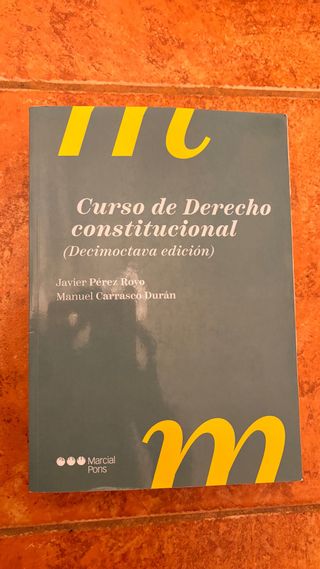 m
Curso de Derecho
constitucional
(Decimoctava edición)
Javier Pérez Royo
Manuel Carrasco Durán
Marcial
Pons
m